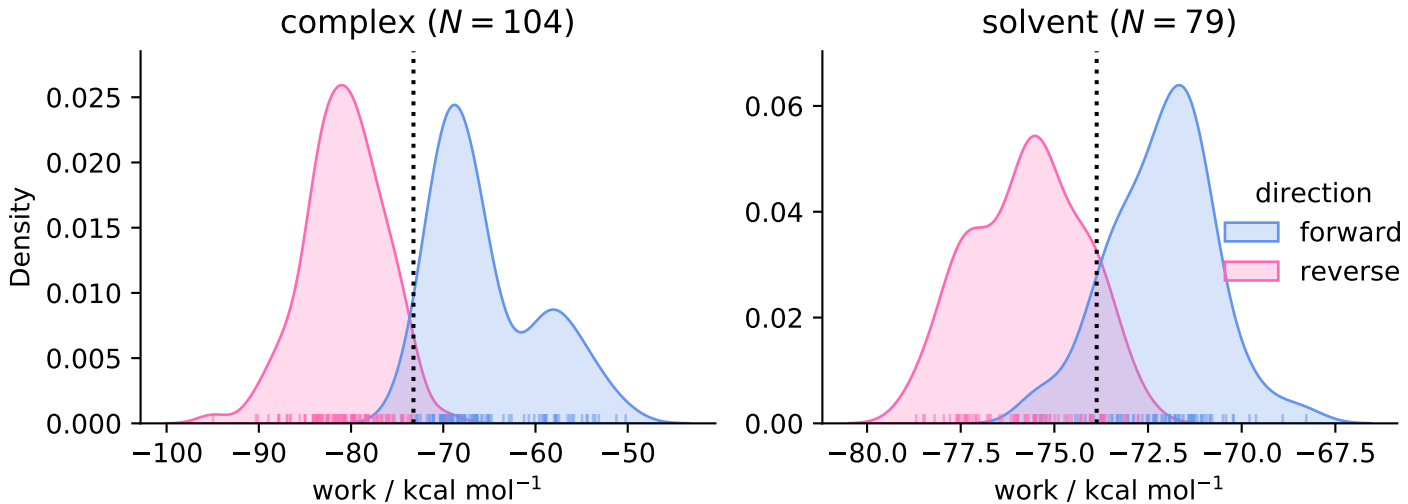 complex (N = 104)
0.025
0.020
0.015
0.010
0.005
0.000
Density
−100 −90 −80 −70 −60 −50
work / kcal mol⁻¹
solvent (N = 79)
0.06
0.04
0.02
0.00
−80.0 −77.5 −75.0 −72.5 −70.0 −67.5
work / kcal mol⁻¹
direction
forward
reverse